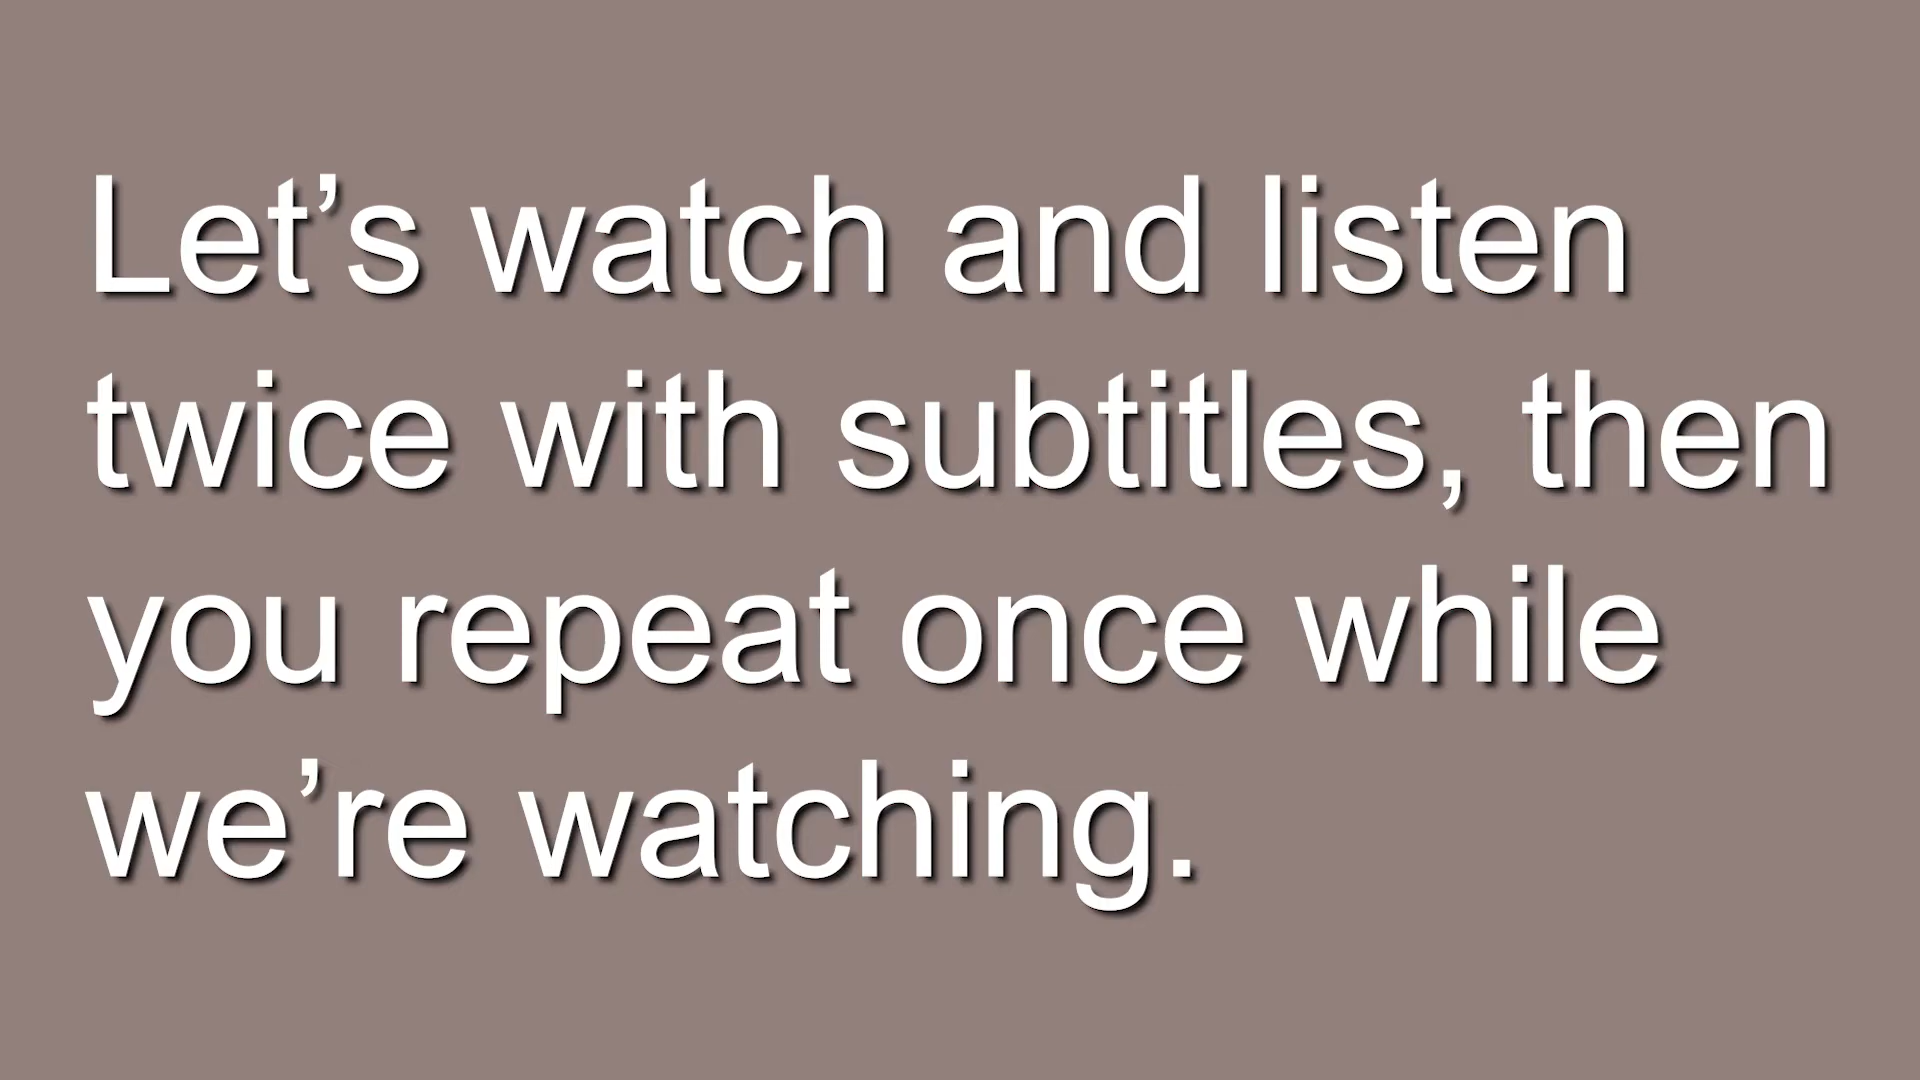 Let’s watch and listen
twice with subtitles, then
you repeat once while
we’re watching.